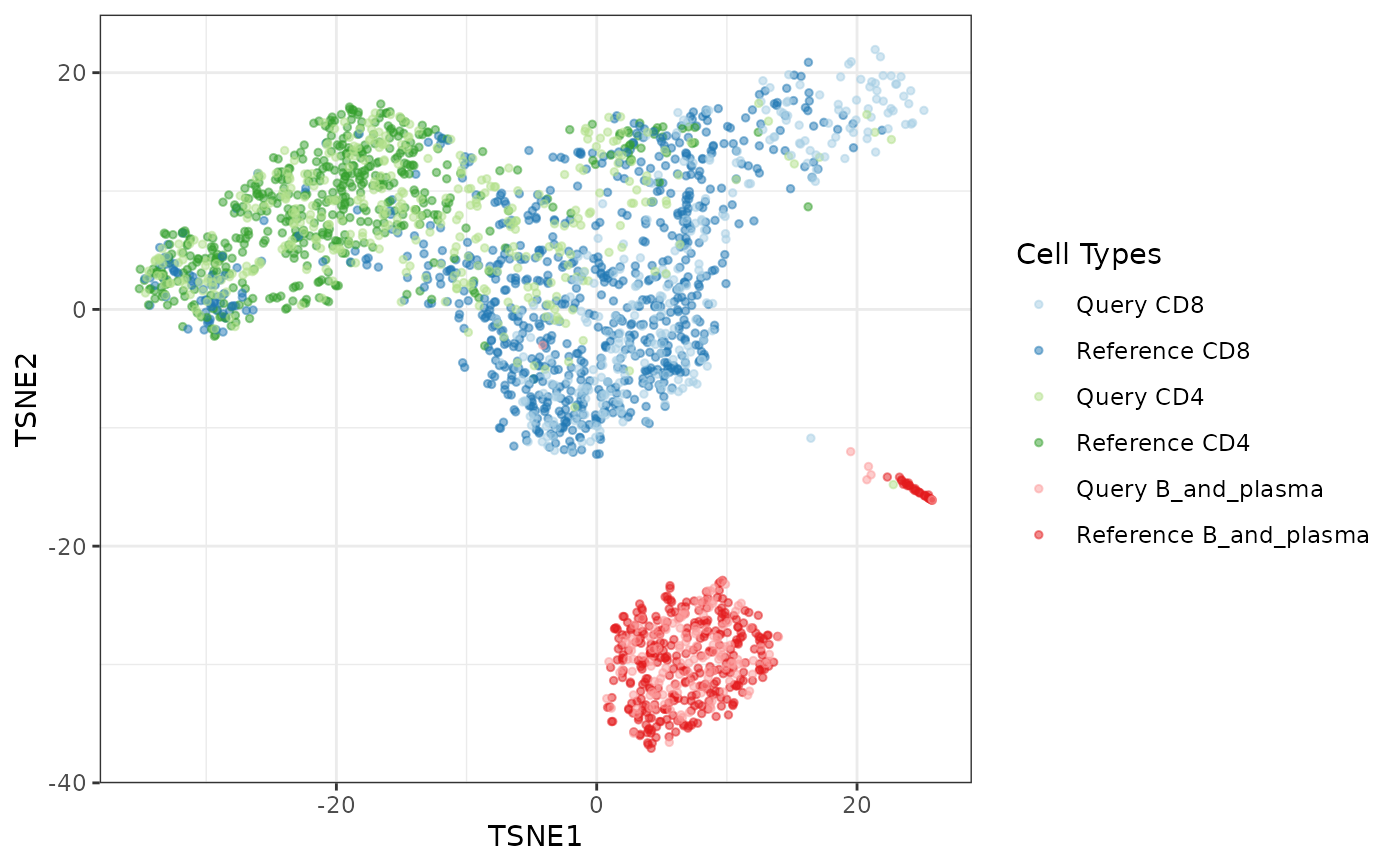 20
0
-20
-40
TSNE2
-20
0
20
TSNE1
Cell Types
Query CD8
Reference CD8
Query CD4
Reference CD4
Query B_and_plasma
Reference B_and_plasma